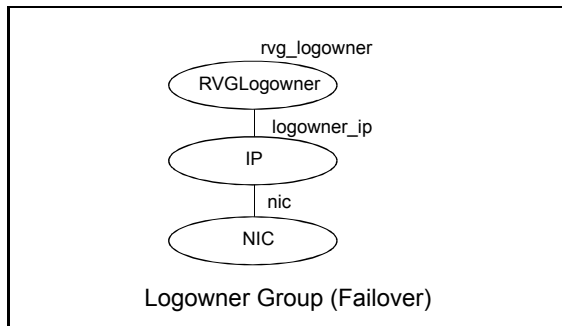 rvg_logowner
RVGLogowner
logowner_ip
IP
nic
NIC
Logowner Group (Failover)